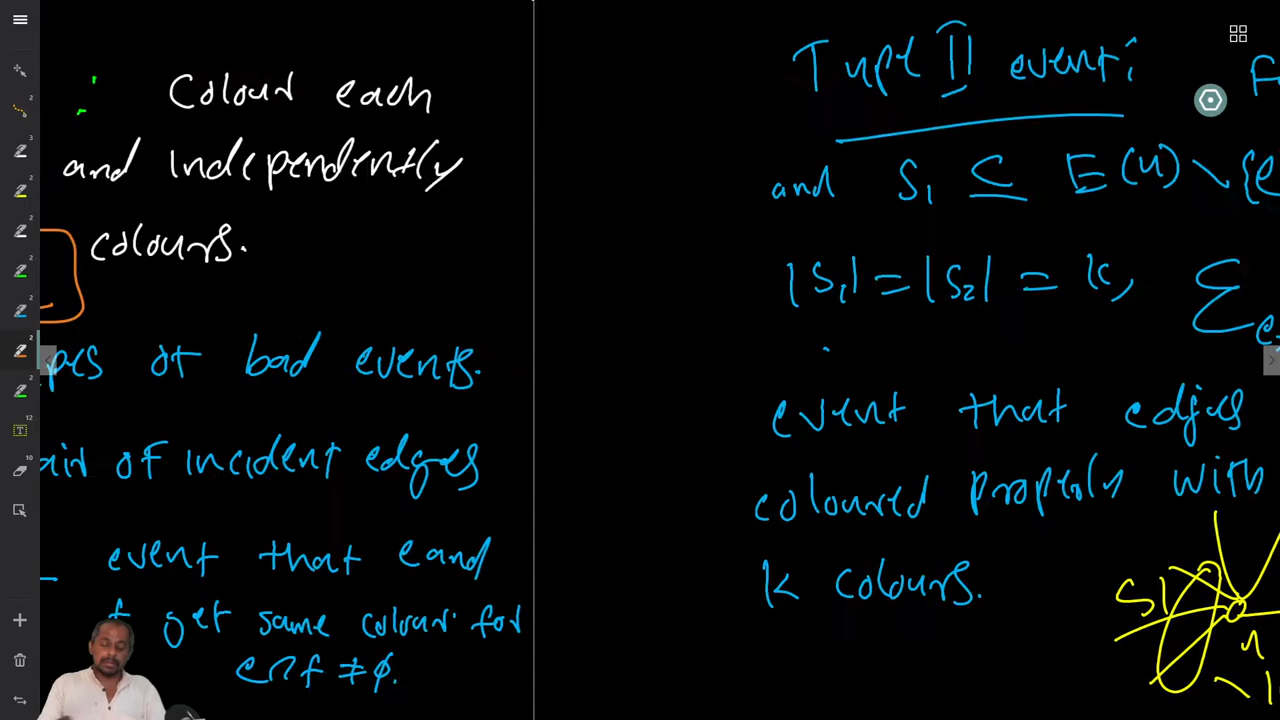 Colour each
and independently
colours.
pes of bad events.
air of incident edges
event that e and
f get same colour for
e∩f ≠ φ.
Type II event:
and S₁ ⊆ E(u) \ {e
|S₁| = |S₂| = k, Σ
event that edges
coloured properly with
k colours.
S1
u